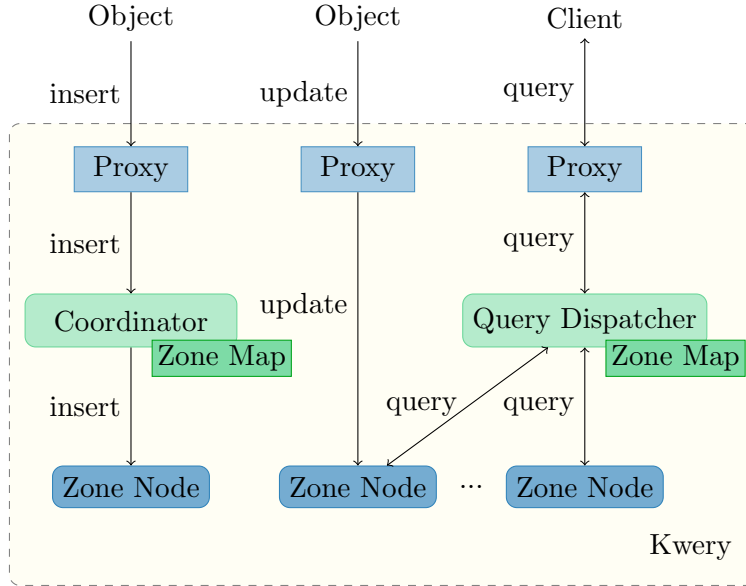 Object
Object
Client
insert
update
query
Proxy
Proxy
Proxy
insert
update
query
Coordinator
Zone Map
Query Dispatcher
Zone Map
insert
query
query
Zone Node
Zone Node
...
Zone Node
Kwery